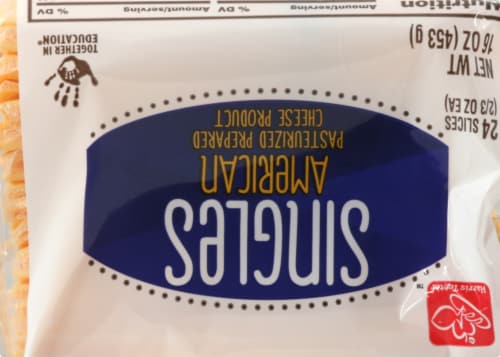 Harris Teeter
SINGLES
AMERICAN
PASTEURIZED PREPARED
CHEESE PRODUCT
24 SLICES
(2/3 OZ EA)
NET WT
16 OZ (453 g)
TOGETHER IN
EDUCATION®
Nutrition
Amount/serving % DV
Amount/serving % DV